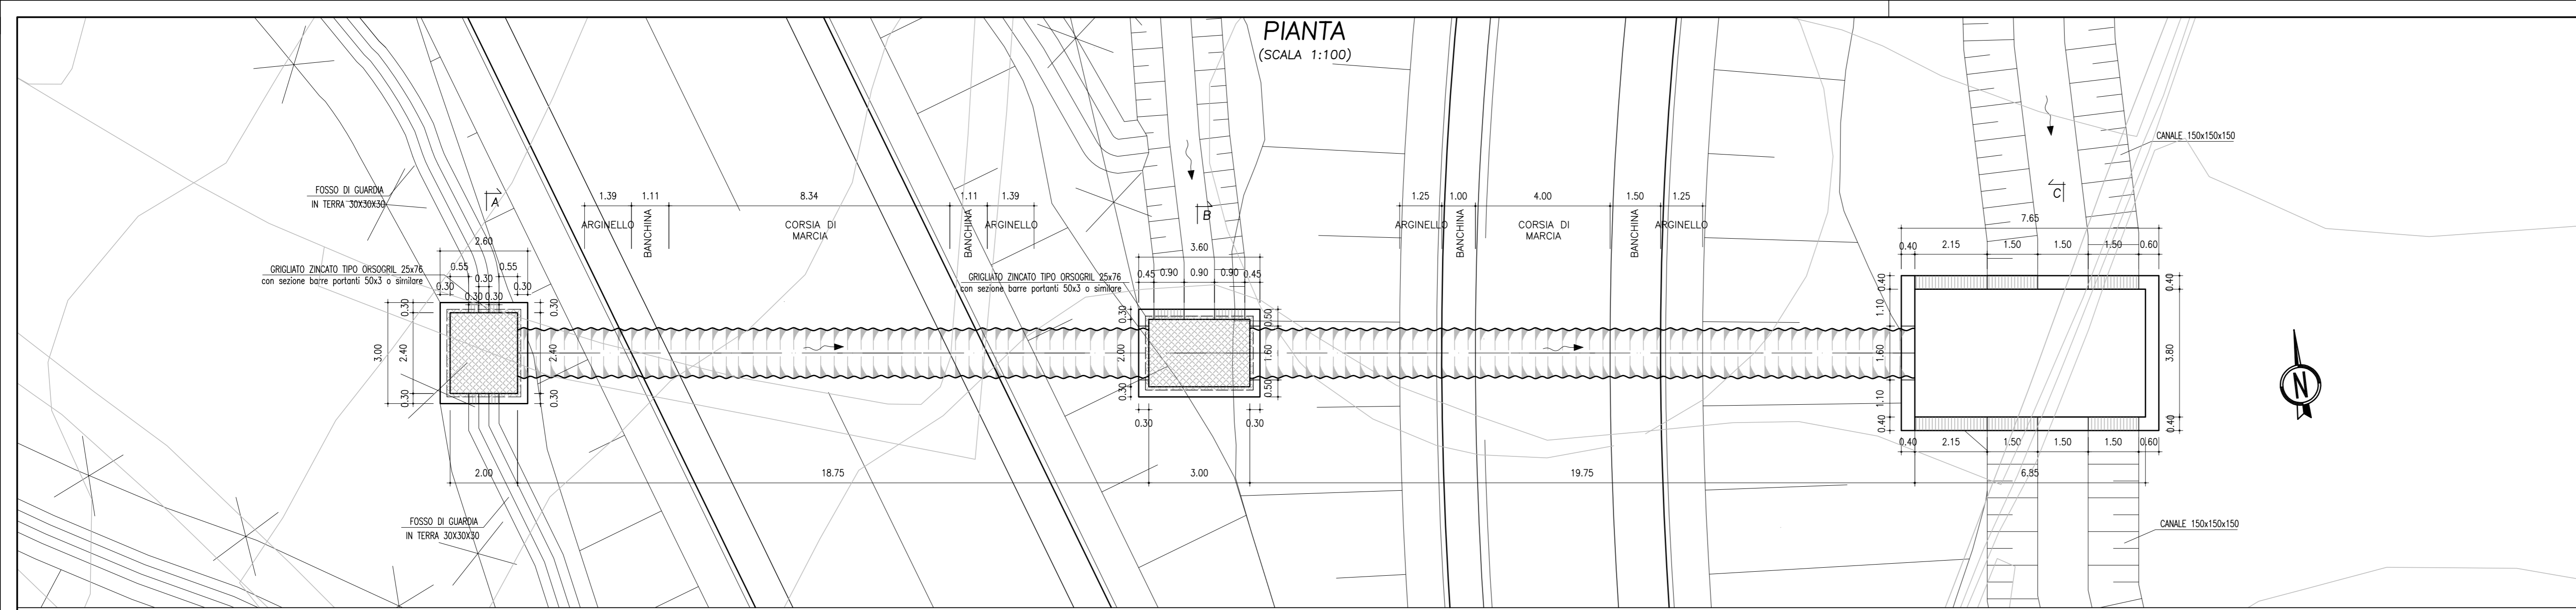 PIANTA
(SCALA 1:100)
CANALE 150x150x150
FOSSO DI GUARDIA
IN TERRA 30X30X30
A
1.39
1.11
8.34
1.11
1.39
ARGINELLO
BANCHINA
CORSIA DI
MARCIA
BANCHINA
ARGINELLO
B
1.25
1.00
4.00
1.50
1.25
ARGINELLO
BANCHINA
CORSIA DI
MARCIA
BANCHINA
ARGINELLO
C
7.65
2.60
3.60
0.40
2.15
1.50
1.50
1.50
0.60
GRIGLIATO ZINCATO TIPO ORSOGRIL 25x76
con sezione barre portanti 50x3 o similare
0.55
0.30
0.55
0.30
0.30
0.30
0.30
GRIGLIATO ZINCATO TIPO ORSOGRIL 25x76
con sezione barre portanti 50x3 o similare
0.45
0.90
0.90
0.90
0.45
3.00
0.30
2.40
0.30
0.30
2.40
0.30
0.30
2.00
0.30
0.50
1.60
0.50
0.40
1.10
1.60
1.10
0.40
0.40
3.80
0.40
N
0.30
0.30
0.40
2.15
1.50
1.50
1.50
0.60
2.00
18.75
3.00
19.75
6.85
FOSSO DI GUARDIA
IN TERRA 30X30X30
CANALE 150x150x150